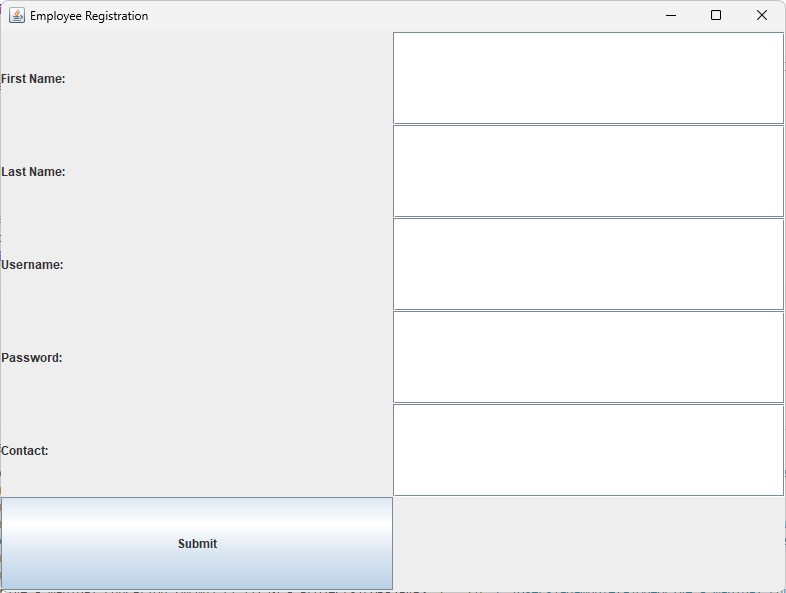 Employee Registration
First Name:
Last Name:
Username:
Password:
Contact:
Submit